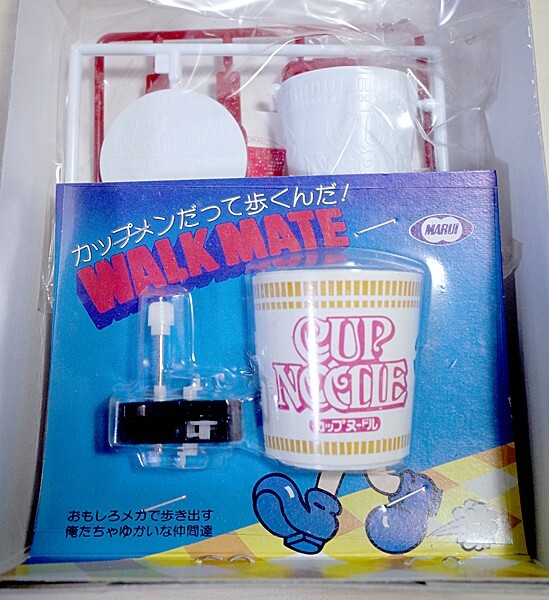 カップメンだって歩くんだ!
WALK MATE
MARUI
CUP
NOODLE
カップヌードル
おもしろメカで歩き出す
俺たちゃゆかいな仲間達